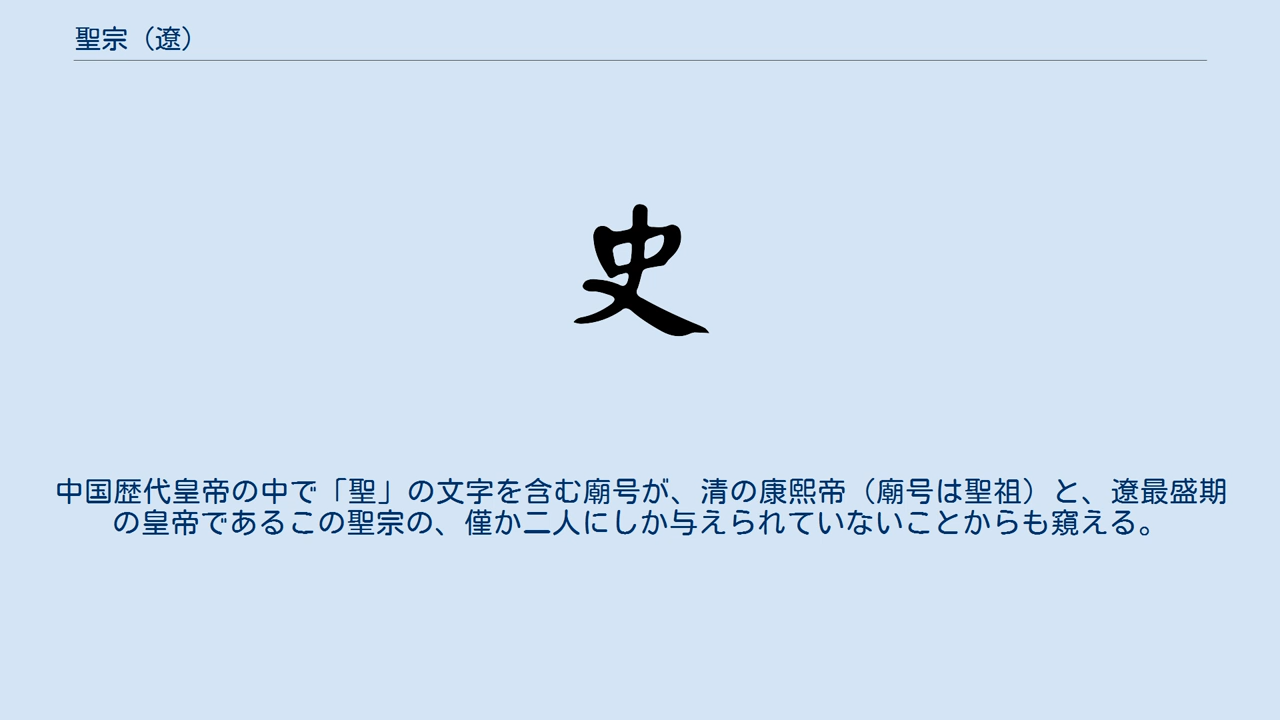 聖宗（遼）
史
中国歴代皇帝の中で「聖」の文字を含む廟号が、清の康熙帝（廟号は聖祖）と、遼最盛期
の皇帝であるこの聖宗の、僅か二人にしか与えられていないことからも窺える。